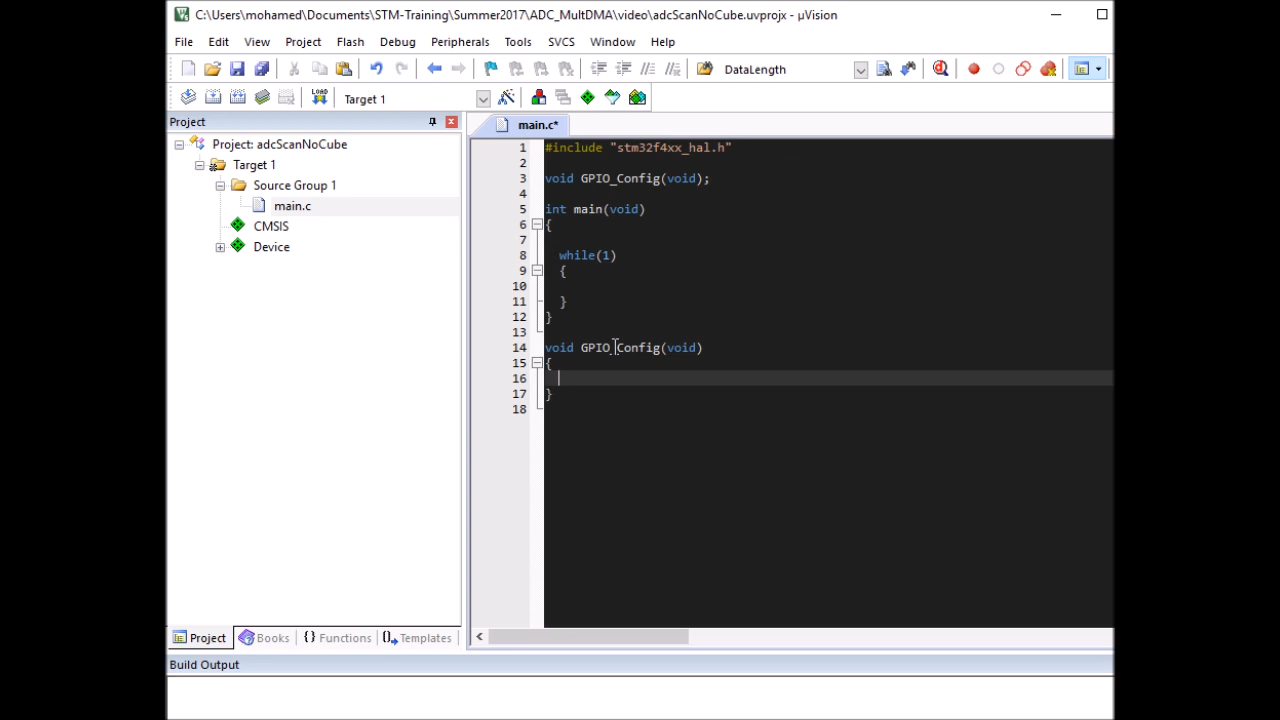 C:\Users\mohamed\Documents\STM-Training\Summer2017\ADC_MultDMA\video\adcScanNoCube.uvprojx - µVision
File Edit View Project Flash Debug Peripherals Tools SVCS Window Help
DataLength
LOAD
Target 1
Project
main.c*
Project: adcScanNoCube
Target 1
Source Group 1
main.c
CMSIS
Device
1 #include "stm32f4xx_hal.h"
2
3 void GPIO_Config(void);
4
5 int main(void)
6 {
7
8 while(1)
9 {
10
11 }
12 }
13
14 void GPIO_Config(void)
15 {
16
17 }
18
Project Books {} Functions Templates
Build Output